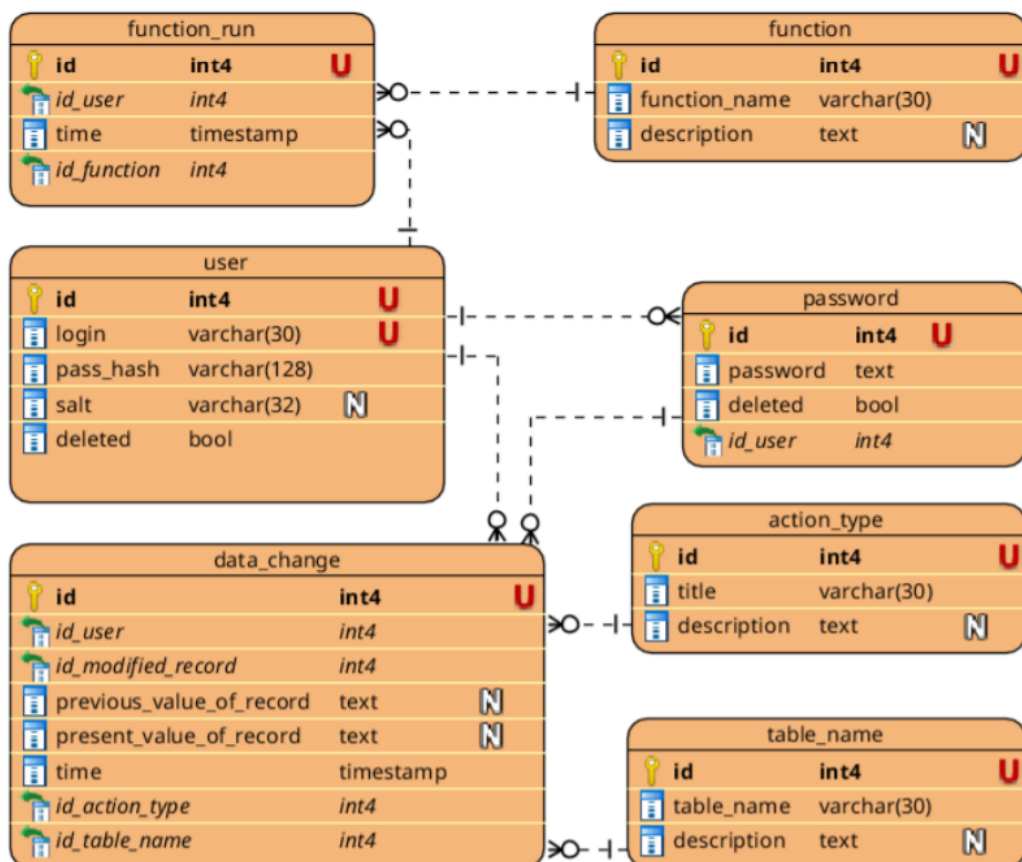 function_run
id int4 U
id_user int4
time timestamp
id_function int4
function
id int4 U
function_name varchar(30)
description text N
user
id int4 U
login varchar(30) U
pass_hash varchar(128)
salt varchar(32) N
deleted bool
password
id int4 U
password text
deleted bool
id_user int4
data_change
id int4 U
id_user int4
id_modified_record int4
previous_value_of_record text N
present_value_of_record text N
time timestamp
id_action_type int4
id_table_name int4
action_type
id int4 U
title varchar(30)
description text N
table_name
id int4 U
table_name varchar(30)
description text N